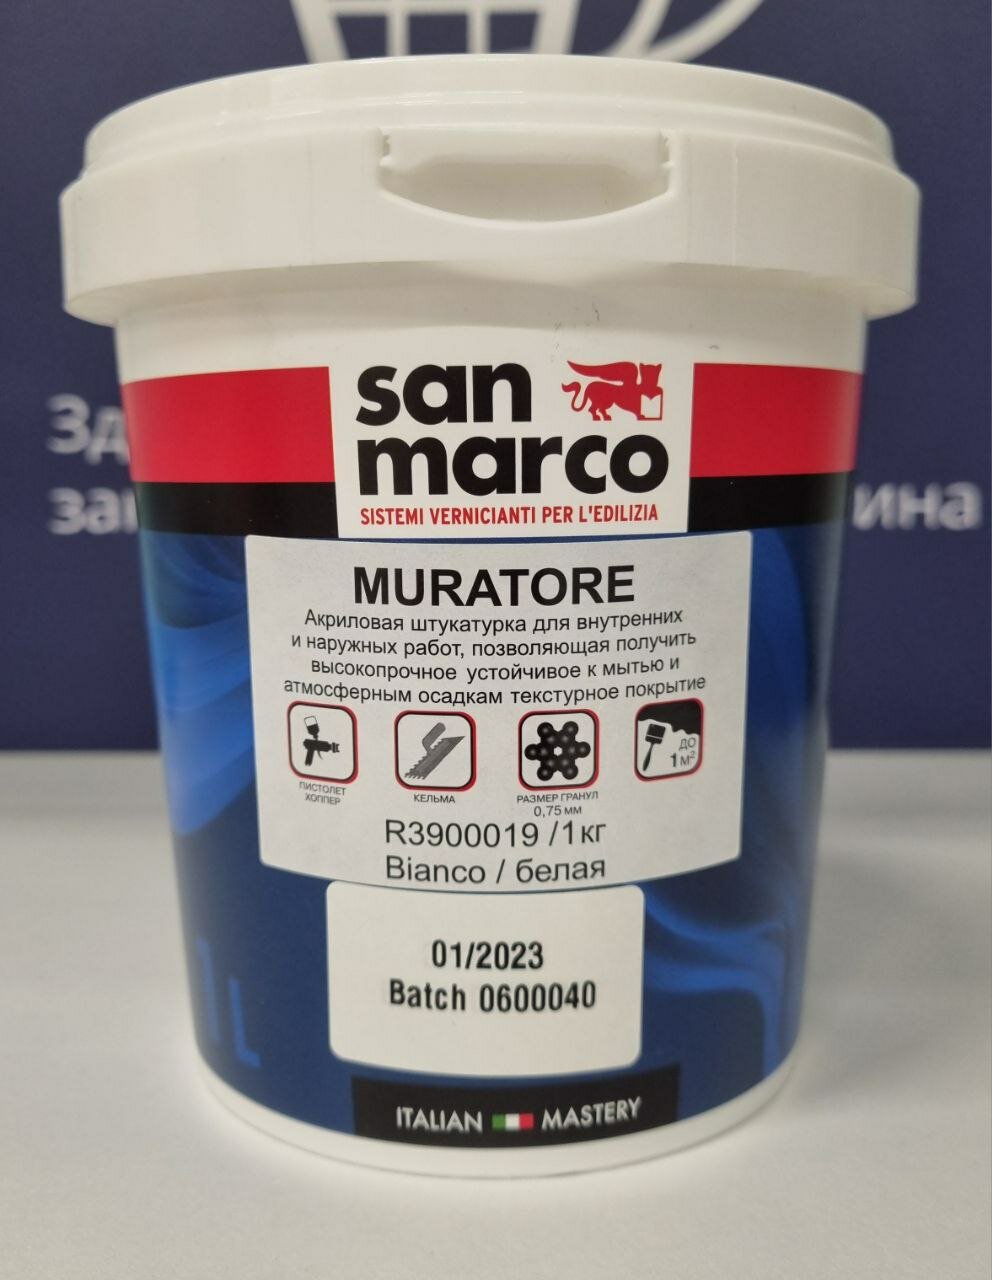 san
marco
SISTEMI VERNICIANTI PER L'EDILIZIA
MURATORE
Акриловая штукатурка для внутренних
и наружных работ, позволяющая получить
высокопрочное устойчивое к мытью и
атмосферным осадкам текстурное покрытие
ДО
1 м²
ПИСТОЛЕТ
ХОППЕР
КЕЛЬМА
РАЗМЕР ГРАНУЛ
0,75 мм
R3900019 /1кг
Bianco / белая
01/2023
Batch 0600040
1L
ITALIAN MASTERY